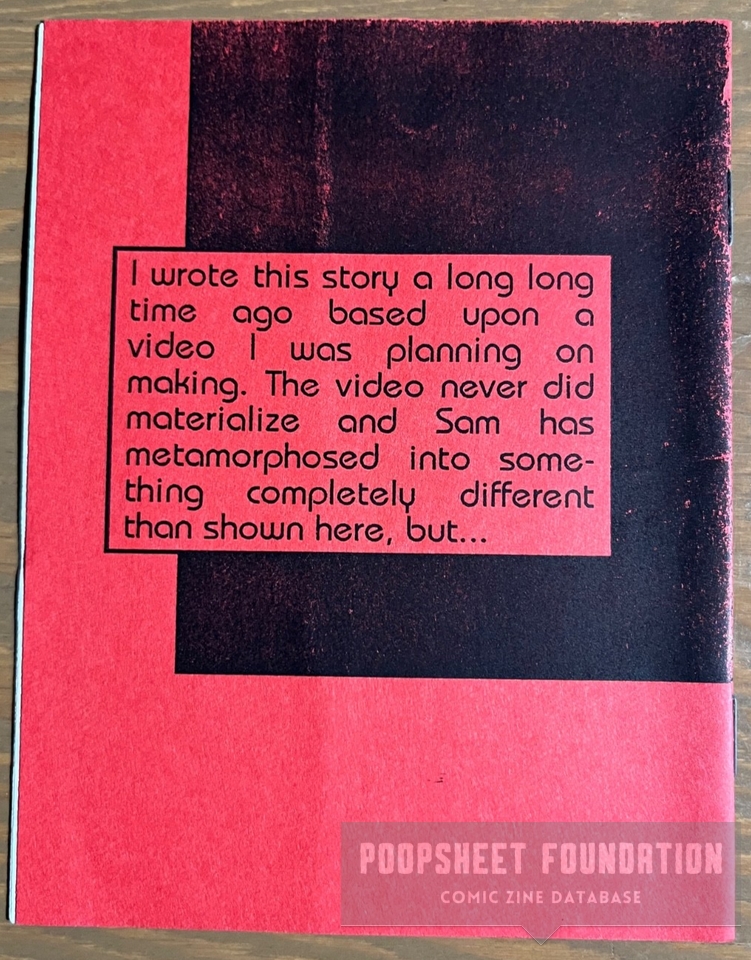 I wrote this story a long long
time ago based upon a
video I was planning on
making. The video never did
materialize and Sam has
metamorphosed into some-
thing completely different
than shown here, but...
POOPSHEET FOUNDATION
COMIC ZINE DATABASE